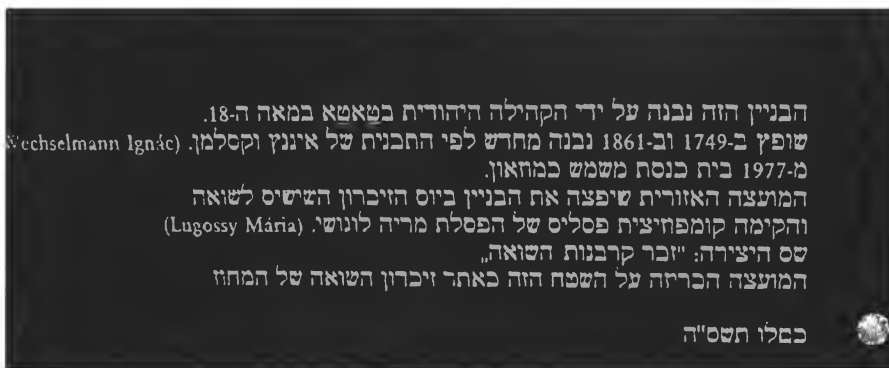 הבניין הזה נבנה על ידי הקהילה היהודית בטאטא במאה ה-18.
שופץ ב-1749 וב-1861 נבנה מחדש לפי התכנית של איגנץ וקסלמן. (Wechselmann Ignác)
מ-1977 בית כנסת משמש כמחאון.
המועצה האזורית שיפצה את הבניין ביום הזיכרון השישים לשואה
והקימה קומפוזיצית פסלים של הפסלת מריה לוגושי. (Lugossy Mária)
שם היצירה: "זכר קרבנות השואה„
המועצה הכריזה על השטח הזה כאתר זיכרון השואה של המחוז
כסלו תשס"ה